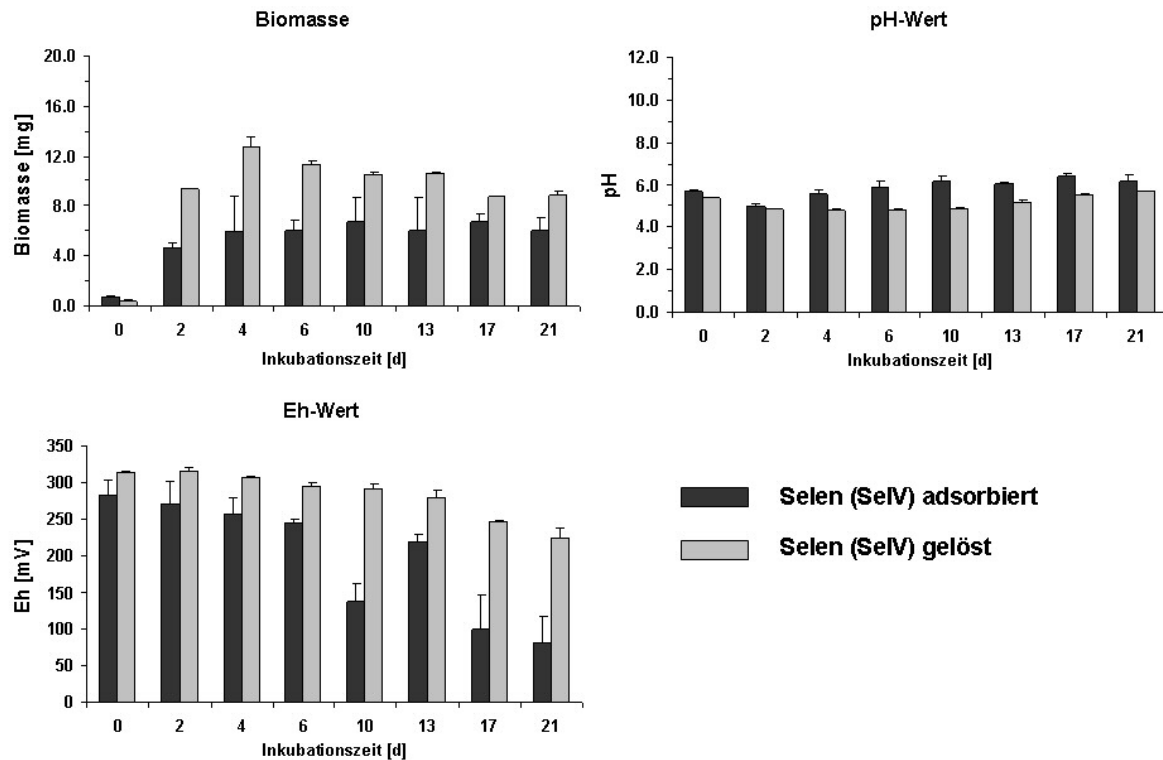 Biomasse
20.0
16.0
12.0
8.0
4.0
0.0
Biomasse [mg]
0 2 4 6 10 13 17 21
Inkubationszeit [d]
pH-Wert
12.0
10.0
8.0
6.0
4.0
2.0
0.0
pH
0 2 4 6 10 13 17 21
Inkubationszeit [d]
Eh-Wert
350
300
250
200
150
100
50
0
Eh [mV]
0 2 4 6 10 13 17 21
Inkubationszeit [d]
Selen (SeIV) adsorbiert
Selen (SeIV) gelöst